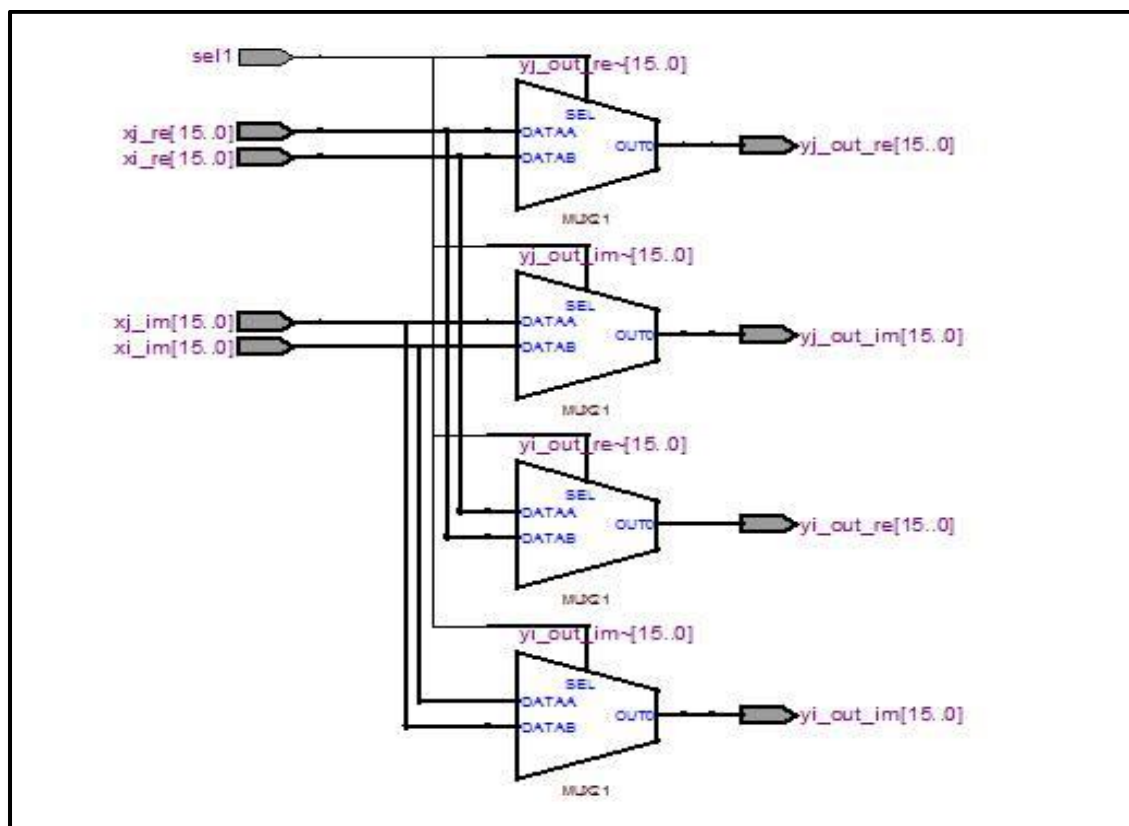 sel1
yj_out_re~[15..0]
SEL
xj_re[15..0]
DATAA
xi_re[15..0]
DATAB
OUT0
yj_out_re[15..0]
MUX21
yj_out_im~[15..0]
SEL
xj_im[15..0]
DATAA
xi_im[15..0]
DATAB
OUT0
yj_out_im[15..0]
MUX21
yi_out_re~[15..0]
SEL
DATAA
DATAB
OUT0
yi_out_re[15..0]
MUX21
yi_out_im~[15..0]
SEL
DATAA
DATAB
OUT0
yi_out_im[15..0]
MUX21